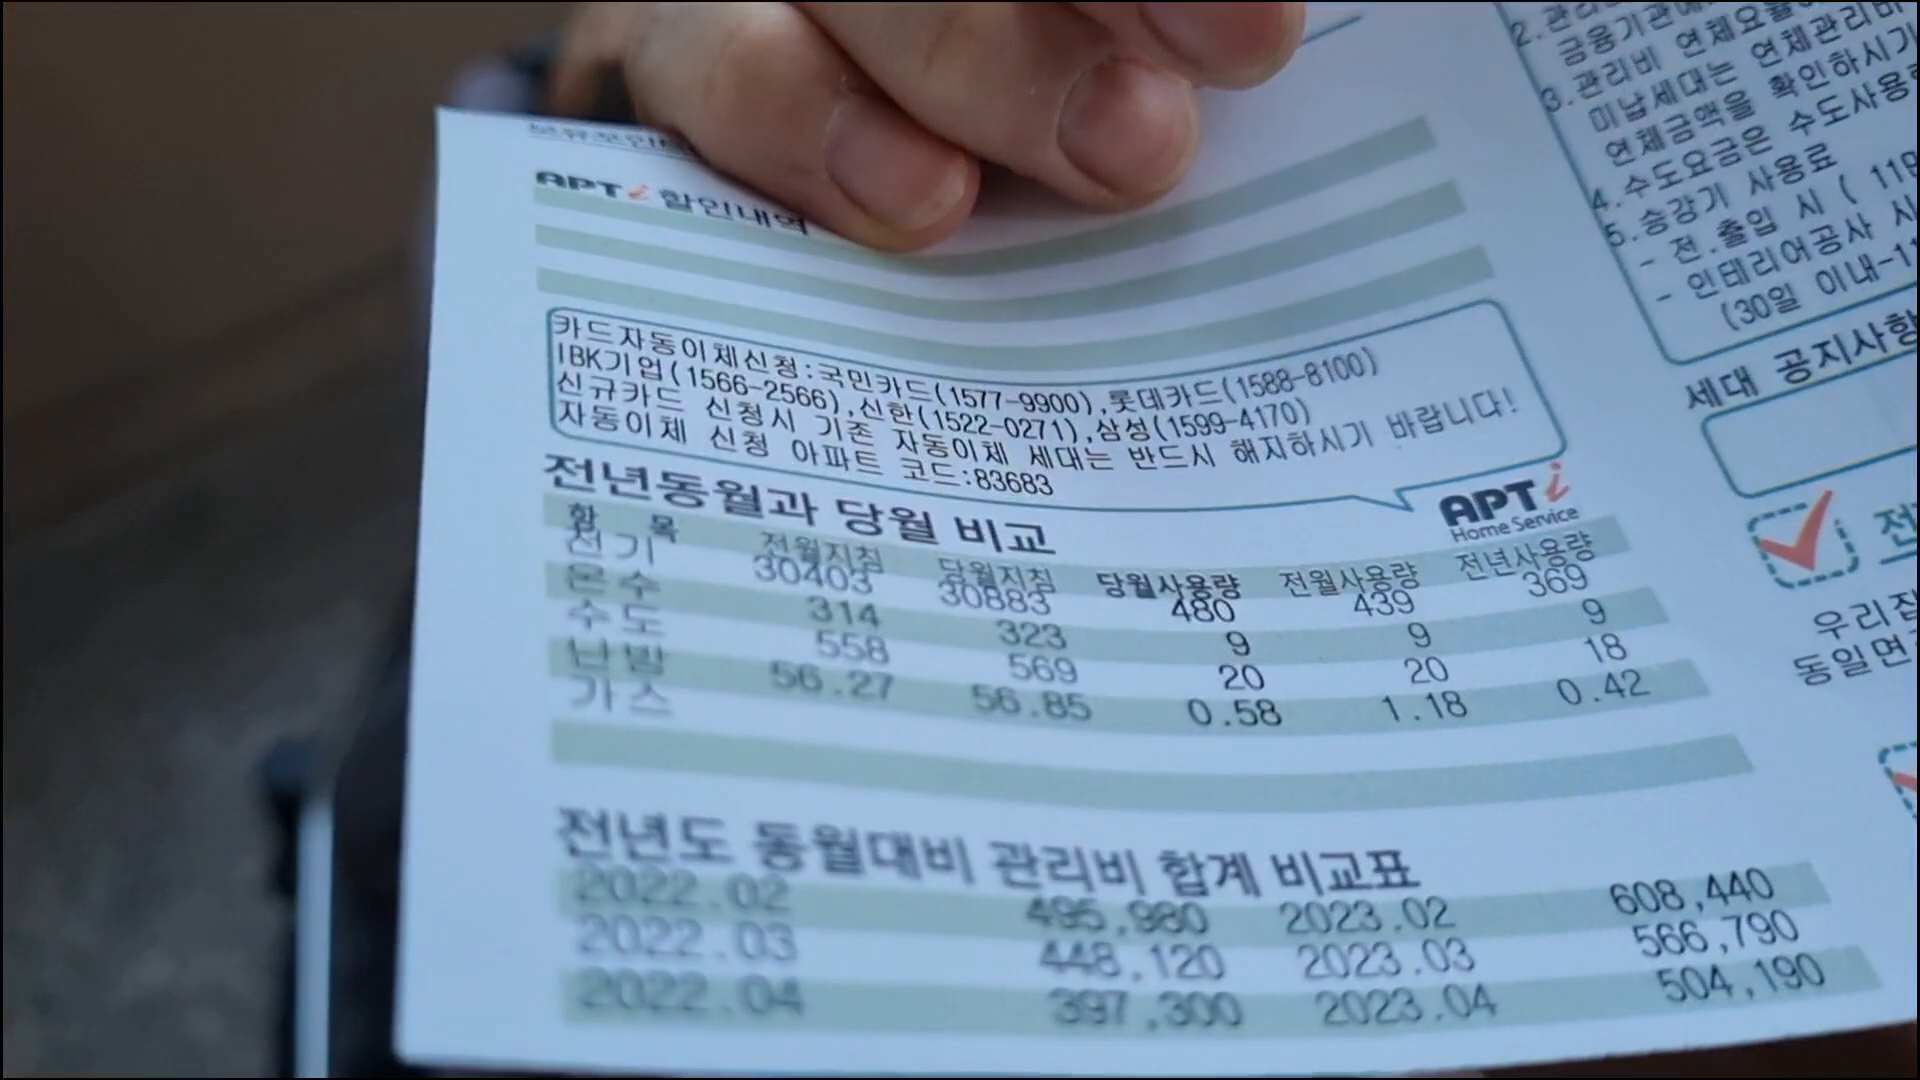 APT i 할인내역
카드자동이체신청:국민카드(1577-9900),롯데카드(1588-8100)
IBK기업(1566-2566),신한(1522-0271),삼성(1599-4170)
신규카드 신청시 기존 자동이체 세대는 반드시 해지하시기 바랍니다!
자동이체 신청 아파트 코드:83683
APT i
Home Service
전년동월과 당월 비교
항 목 전월지침 당월지침 당월사용량 전월사용량 전년사용량
전기 30403 30883 480 439 369
온수 314 323 9 9 9
수도 558 569 20 20 18
난방 56.27 56.85 0.58 1.18 0.42
가스
전년도 동월대비 관리비 합계 비교표
2022.02 495,980 2023.02 608,440
2022.03 448,120 2023.03 566,790
2022.04 397,300 2023.04 504,190
2.관리
금융기관에
관리비 연체요율
3.관리비 연체관리비
미납세대는 확인하시기
연체금액을 수도사용
4.수도요금은
5.승강기 사용료
- 전.출입 시 ( 11
- 인테리어공사 시
(30일 이내-11
세대 공지사항
전
우리집
동일면